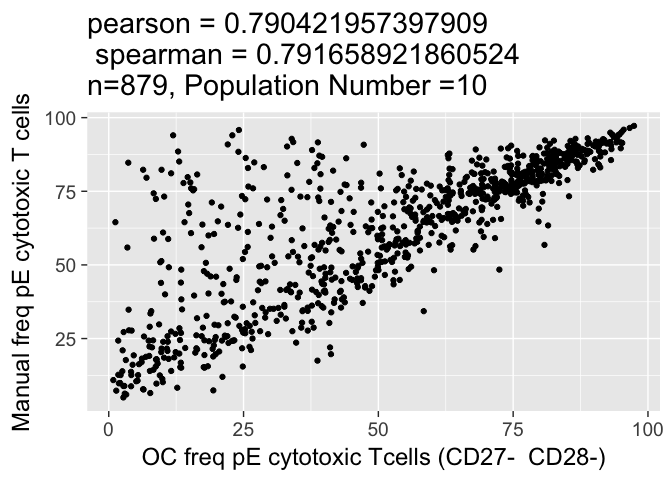 pearson = 0.790421957397909
spearman = 0.791658921860524
n=879, Population Number =10
Manual freq pE cytotoxic T cells
100
75
50
25
0
25
50
75
100
OC freq pE cytotoxic Tcells (CD27-  CD28-)